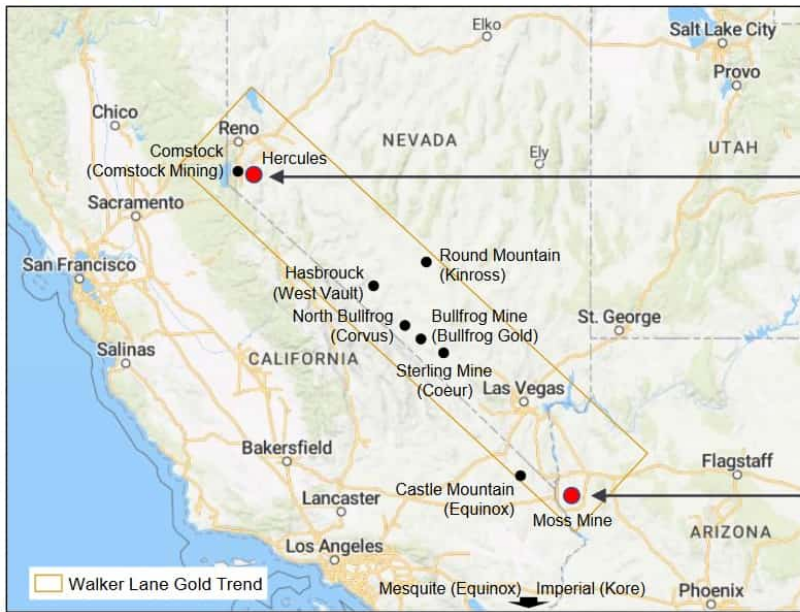 Elko
Salt Lake City
Provo
Chico
Reno
NEVADA
UTAH
Comstock
(Comstock Mining)
Hercules
Ely
Sacramento
San Francisco
Round Mountain
(Kinross)
Hasbrouck
(West Vault)
North Bullfrog
(Corvus)
Bullfrog Mine
(Bullfrog Gold)
St. George
Salinas
CALIFORNIA
Sterling Mine
(Coeur)
Las Vegas
Bakersfield
Flagstaff
Castle Mountain
(Equinox)
Lancaster
Moss Mine
ARIZONA
Los Angeles
Walker Lane Gold Trend
Mesquite (Equinox) Imperial (Kore)
Phoenix